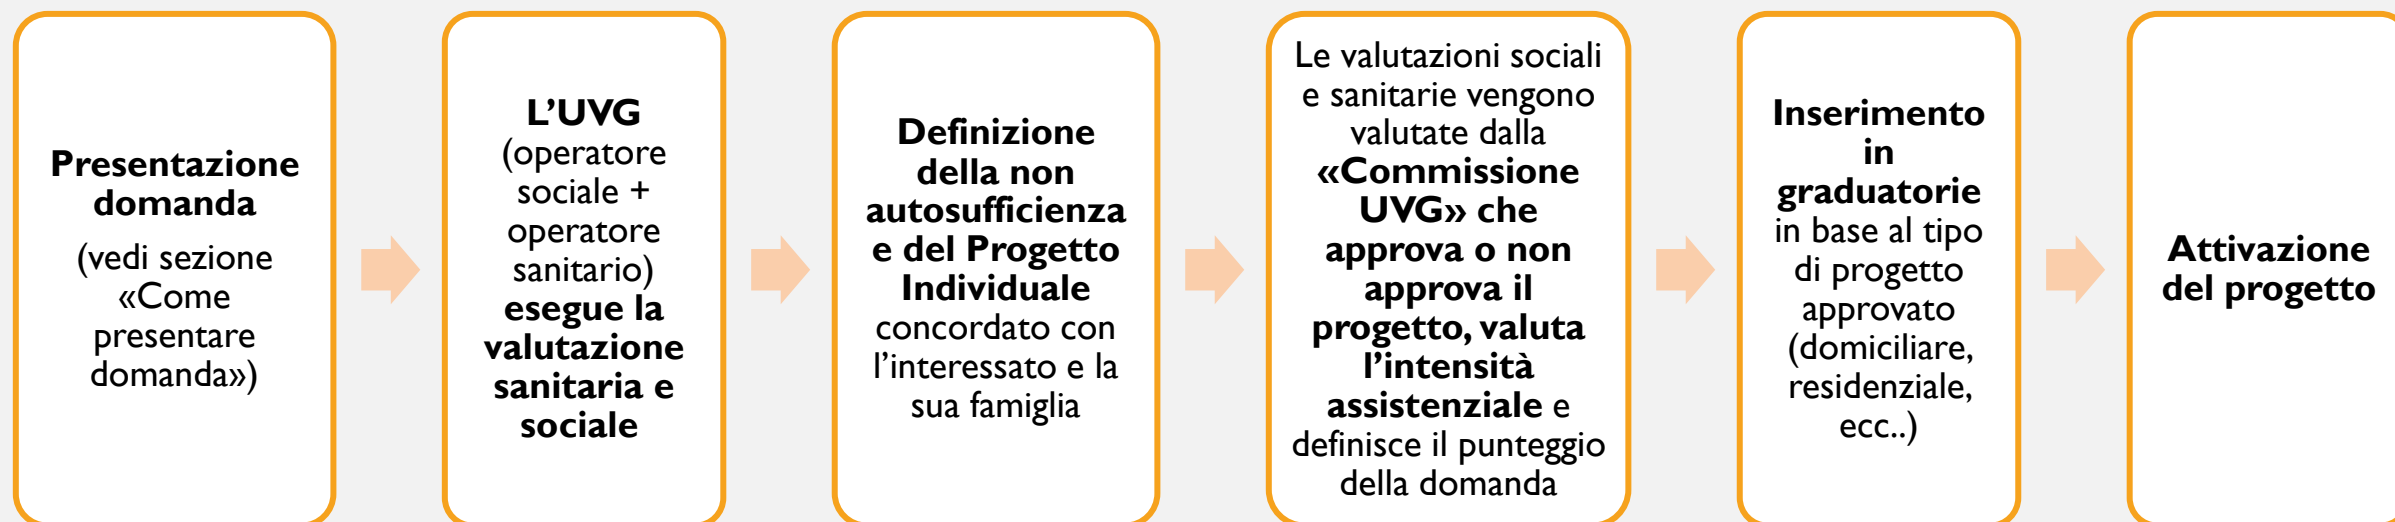 Presentazione
domanda
(vedi sezione
«Come
presentare
domanda»)
L’UVG
(operatore
sociale +
operatore
sanitario)
esegue la
valutazione
sanitaria e
sociale
Definizione
della non
autosufficienza
e del Progetto
Individuale
concordato con
l’interessato e la
sua famiglia
Le valutazioni sociali
e sanitarie vengono
valutate dalla
«Commissione
UVG» che
approva o non
approva il
progetto, valuta
l’intensità
assistenziale e
definisce il punteggio
della domanda
Inserimento
in
graduatorie
in base al tipo
di progetto
approvato
(domiciliare,
residenziale,
ecc..)
Attivazione
del progetto